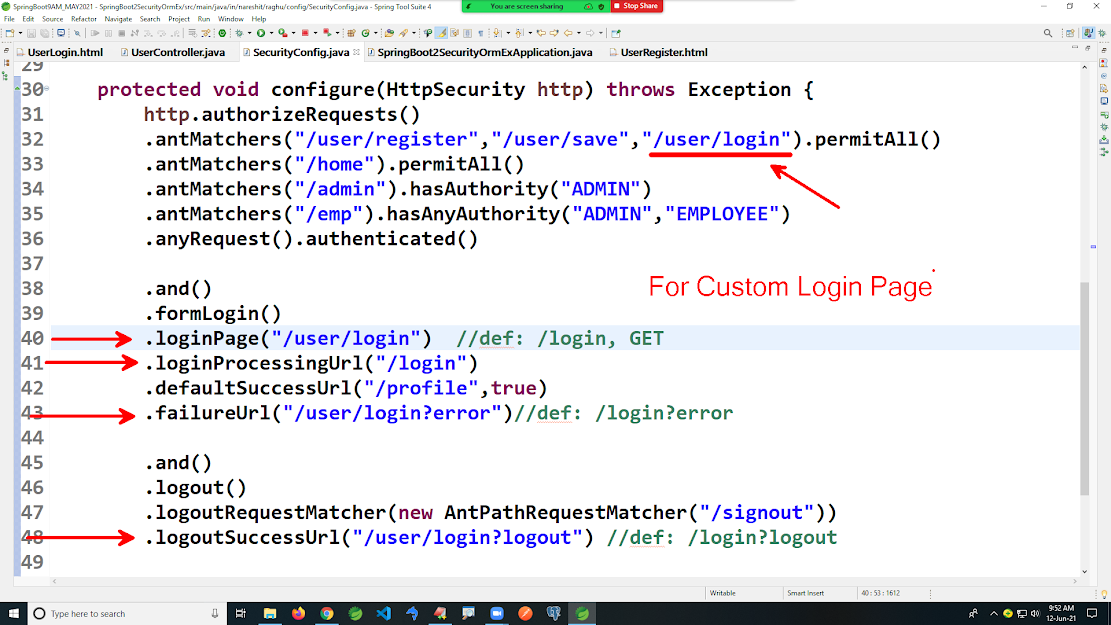 SpringBoot9AM_MAY2021 - SpringBoot2SecurityOrmEx/src/main/java/in/nareshit/raghu/config/SecurityConfig.java - Spring Tool Suite 4
You are screen sharing
Stop Share
File Edit Source Refactor Navigate Search Project Run Window Help
UserLogin.html UserController.java SecurityConfig.java SpringBoot2SecurityOrmExApplication.java UserRegister.html
29
30 protected void configure(HttpSecurity http) throws Exception {
31 http.authorizeRequests()
32 .antMatchers("/user/register","/user/save","/user/login").permitAll()
33 .antMatchers("/home").permitAll()
34 .antMatchers("/admin").hasAuthority("ADMIN")
35 .antMatchers("/emp").hasAnyAuthority("ADMIN","EMPLOYEE")
36 .anyRequest().authenticated()
37
For Custom Login Page
38 .and()
39 .formLogin()
40 .loginPage("/user/login") //def: /login, GET
41 .loginProcessingUrl("/login")
42 .defaultSuccessUrl("/profile",true)
43 .failureUrl("/user/login?error")//def: /login?error
44
45 .and()
46 .logout()
47 .logoutRequestMatcher(new AntPathRequestMatcher("/signout"))
48 .logoutSuccessUrl("/user/login?logout") //def: /login?logout
49
Writable Smart Insert 40 : 53 : 1612
Type here to search
9:52 AM
12-Jun-21